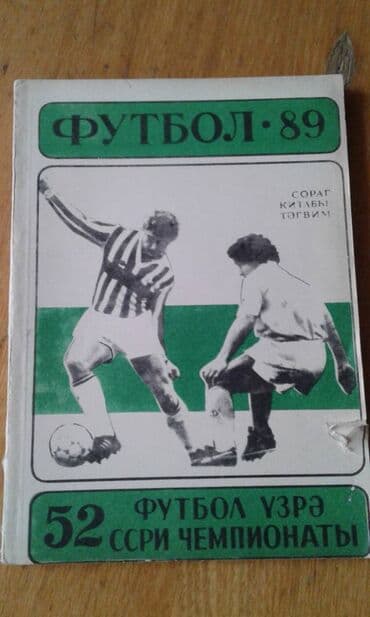 ФУТБОЛ · 89
СОРАГ
КИТАБЫ
ТӘГВИМ
52 ФУТБОЛ ҮЗРӘ
ССРИ ЧЕМПИОНАТЫ